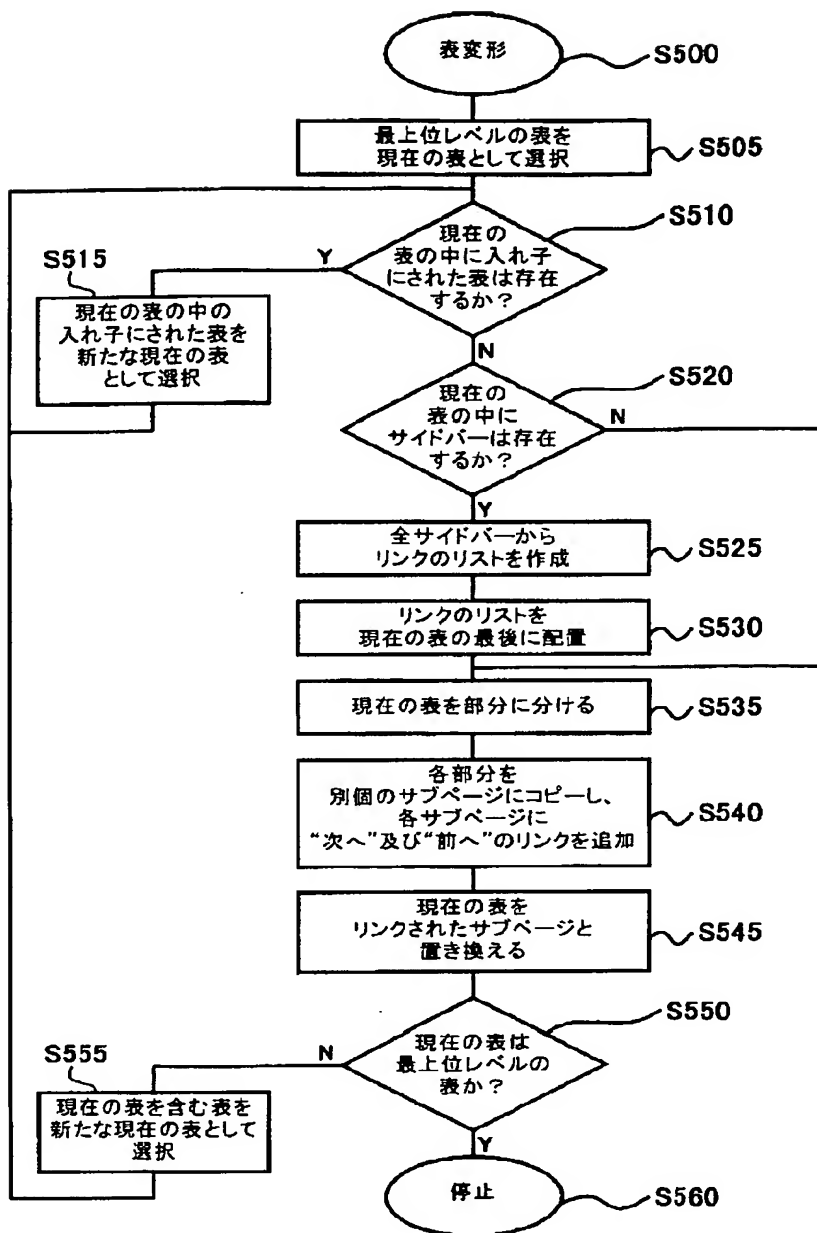 表変形
S500
最上位レベルの表を
現在の表として選択
S505
現在の
表の中に入れ子
にされた表は存在
するか?
S510
Y
S515
現在の表の中の
入れ子にされた表を
新たな現在の表
として選択
N
現在の
表の中に
サイドバーは存在
するか?
S520
N
Y
全サイドバーから
リンクのリストを作成
S525
リンクのリストを
現在の表の最後に配置
S530
現在の表を部分に分ける
S535
各部分を
別個のサブページにコピーし、
各サブページに
“次へ”及び“前へ”のリンクを追加
S540
現在の表を
リンクされたサブページと
置き換える
S545
現在の表は
最上位レベルの
表か?
S550
N
S555
現在の表を含む表を
新たな現在の表として
選択
Y
停止
S560